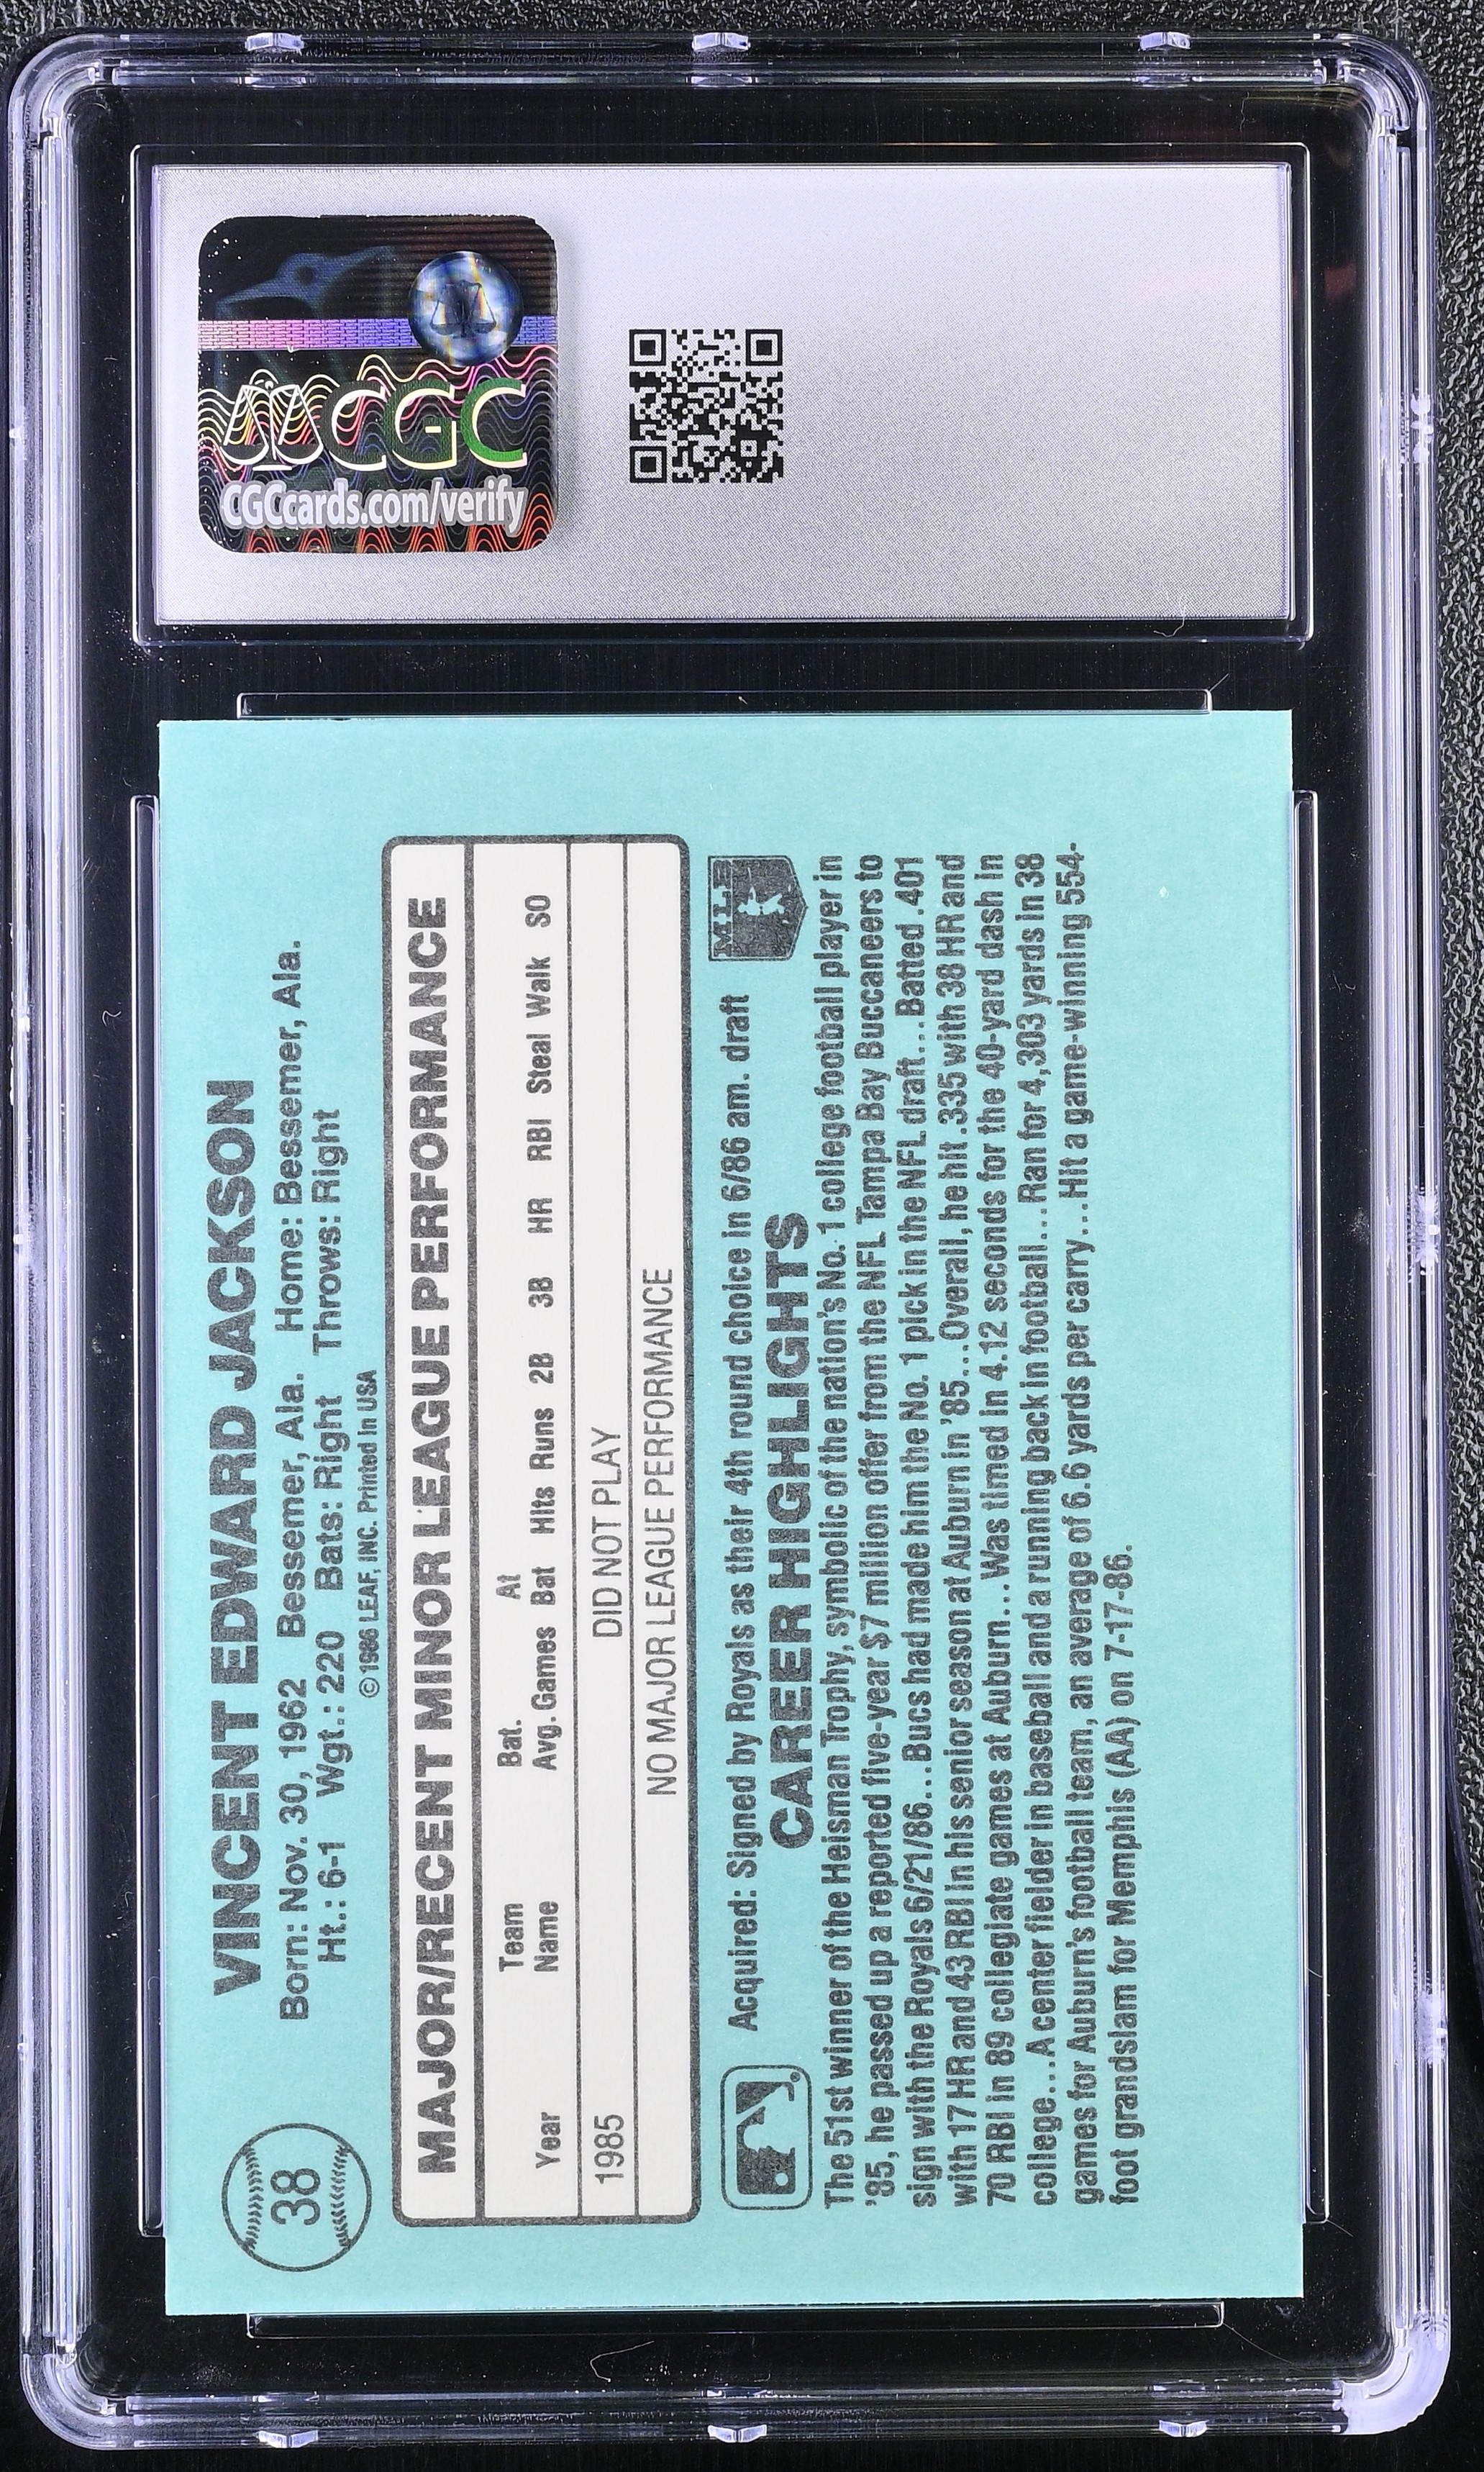 CGC
CGCcards.com/verify
38
VINCENT EDWARD JACKSON
Born: Nov. 30, 1962 Bessemer, Ala. Home: Bessemer, Ala.
Ht.: 6-1 Wgt.: 220 Bats: Right Throws: Right
©1986 LEAF, INC. Printed in USA
MAJOR/RECENT MINOR LEAGUE PERFORMANCE
Year Team Name Bat. Avg. Games At Bat Hits Runs 2B 3B HR RBI Steal Walk SO
1985 DID NOT PLAY
NO MAJOR LEAGUE PERFORMANCE
Acquired: Signed by Royals as their 4th round choice in 6/86 am. draft
CAREER HIGHLIGHTS
MLB
The 51st winner of the Heisman Trophy, symbolic of the nation's No. 1 college football player in
'85, he passed up a reported five-year $7 million offer from the NFL Tampa Bay Buccaneers to
sign with the Royals 6/21/86...Bucs had made him the No. 1 pick in the NFL draft...Batted .401
with 17 HR and 43 RBI in his senior season at Auburn in '85...Overall, he hit .335 with 38 HR and
70 RBI in 89 collegiate games at Auburn...Was timed in 4.12 seconds for the 40-yard dash in
college...A center fielder in baseball and a running back in football...Ran for 4,303 yards in 38
games for Auburn's football team, an average of 6.6 yards per carry...Hit a game-winning 554-
foot grandslam for Memphis (AA) on 7-17-86.